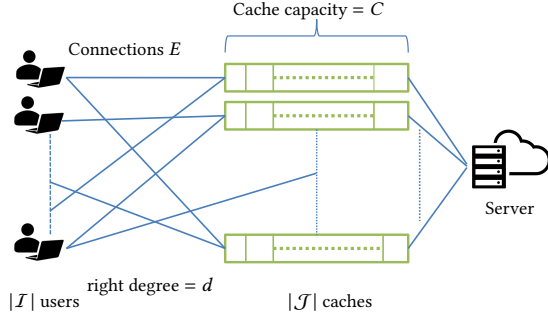 Cache capacity = C
Connections E
Server
right degree = d
|I| users
|J| caches